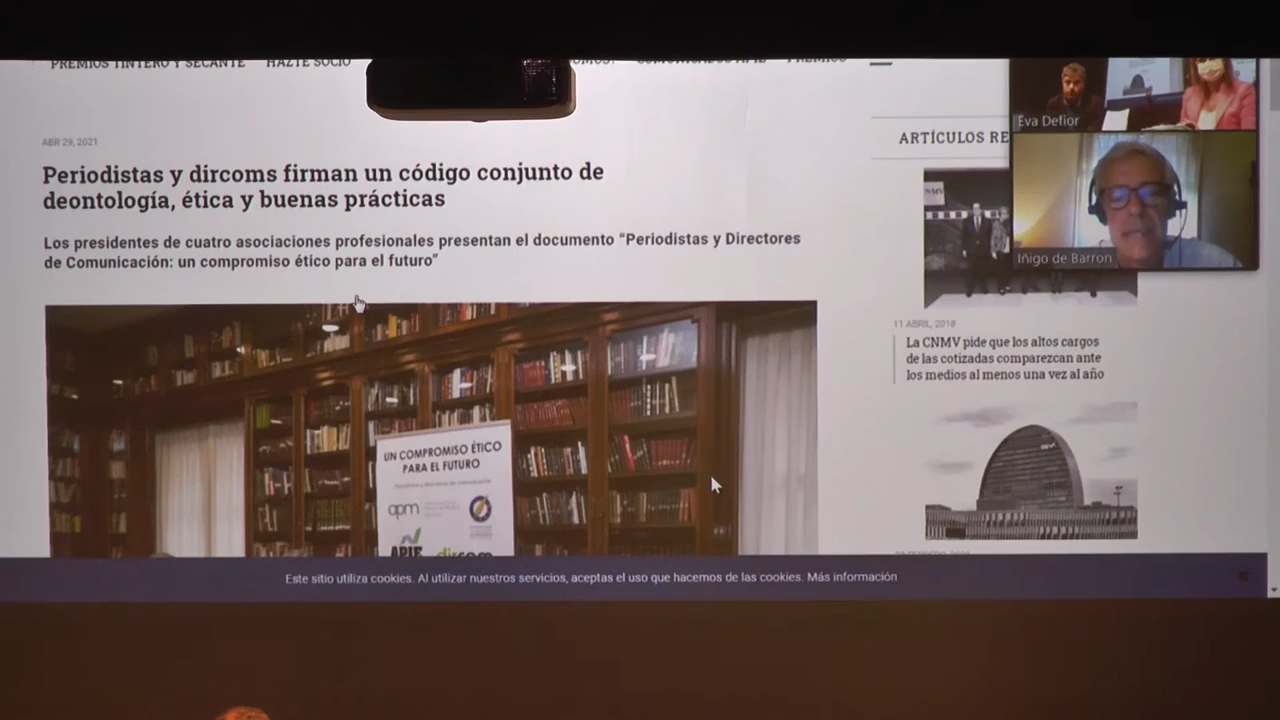 PREMIOS TINTERO Y SECANTE HAZTE SOCIO
ABR 29, 2021
Periodistas y dircoms firman un código conjunto de
deontología, ética y buenas prácticas
Los presidentes de cuatro asociaciones profesionales presentan el documento “Periodistas y Directores
de Comunicación: un compromiso ético para el futuro”
UN COMPROMISO ÉTICO
PARA EL FUTURO
apm
APIE dircom
ARTÍCULOS RE
Eva Defior
Iñigo de Barron
11 ABRIL, 2018
La CNMV pide que los altos cargos
de las cotizadas comparezcan ante
los medios al menos una vez al año
Este sitio utiliza cookies. Al utilizar nuestros servicios, aceptas el uso que hacemos de las cookies. Más información